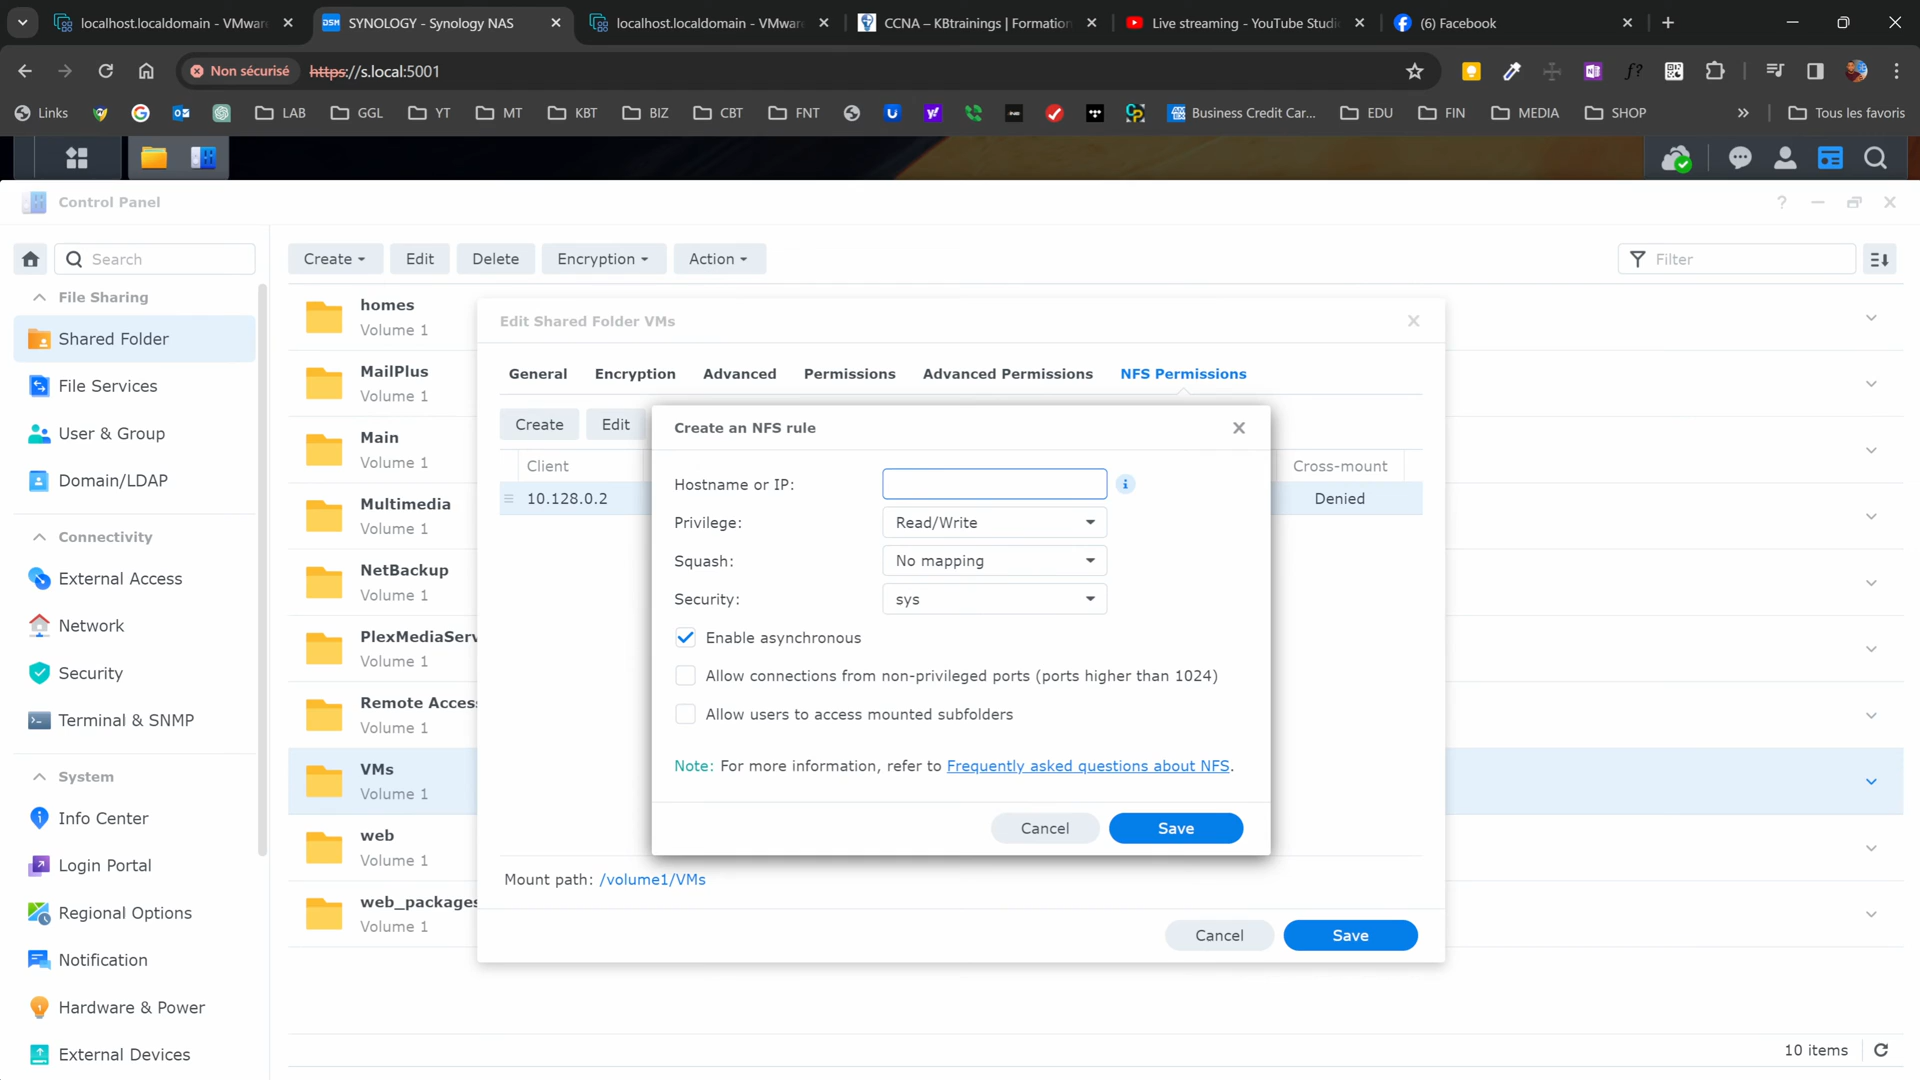 localhost.localdomain - VMwar
SYNOLOGY - Synology NAS
localhost.localdomain - VMwar
CCNA – KBtrainings | Formation
Live streaming - YouTube Studi
(6) Facebook
Non sécurisé
https://s.local:5001
Links
LAB
GGL
YT
MT
KBT
BIZ
CBT
FNT
Business Credit Car...
EDU
FIN
MEDIA
SHOP
Tous les favoris
Control Panel
Search
File Sharing
Shared Folder
File Services
User & Group
Domain/LDAP
Connectivity
External Access
Network
Security
Terminal & SNMP
System
Info Center
Login Portal
Regional Options
Notification
Hardware & Power
External Devices
Create
Edit
Delete
Encryption
Action
Filter
homes
Volume 1
MailPlus
Volume 1
Main
Volume 1
Multimedia
Volume 1
NetBackup
Volume 1
PlexMediaServ
Volume 1
Remote Acces
Volume 1
VMs
Volume 1
web
Volume 1
web_packages
Volume 1
Edit Shared Folder VMs
General
Encryption
Advanced
Permissions
Advanced Permissions
NFS Permissions
Create
Edit
Client
Cross-mount
10.128.0.2
Denied
Create an NFS rule
Hostname or IP:
Privilege:
Read/Write
Squash:
No mapping
Security:
sys
Enable asynchronous
Allow connections from non-privileged ports (ports higher than 1024)
Allow users to access mounted subfolders
Note: For more information, refer to Frequently asked questions about NFS.
Cancel
Save
Mount path: /volume1/VMs
Cancel
Save
10 items